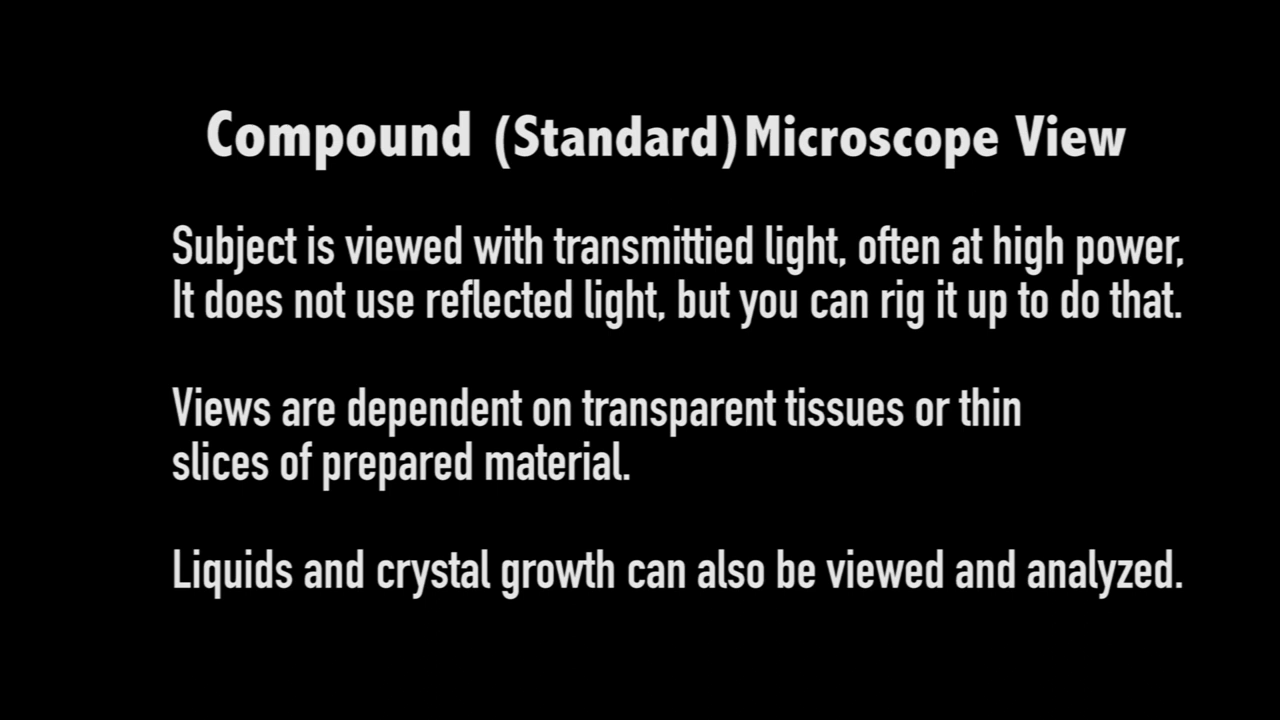 Compound (Standard) Microscope View
Subject is viewed with transmittied light, often at high power,
It does not use reflected light, but you can rig it up to do that.
Views are dependent on transparent tissues or thin
slices of prepared material.
Liquids and crystal growth can also be viewed and analyzed.